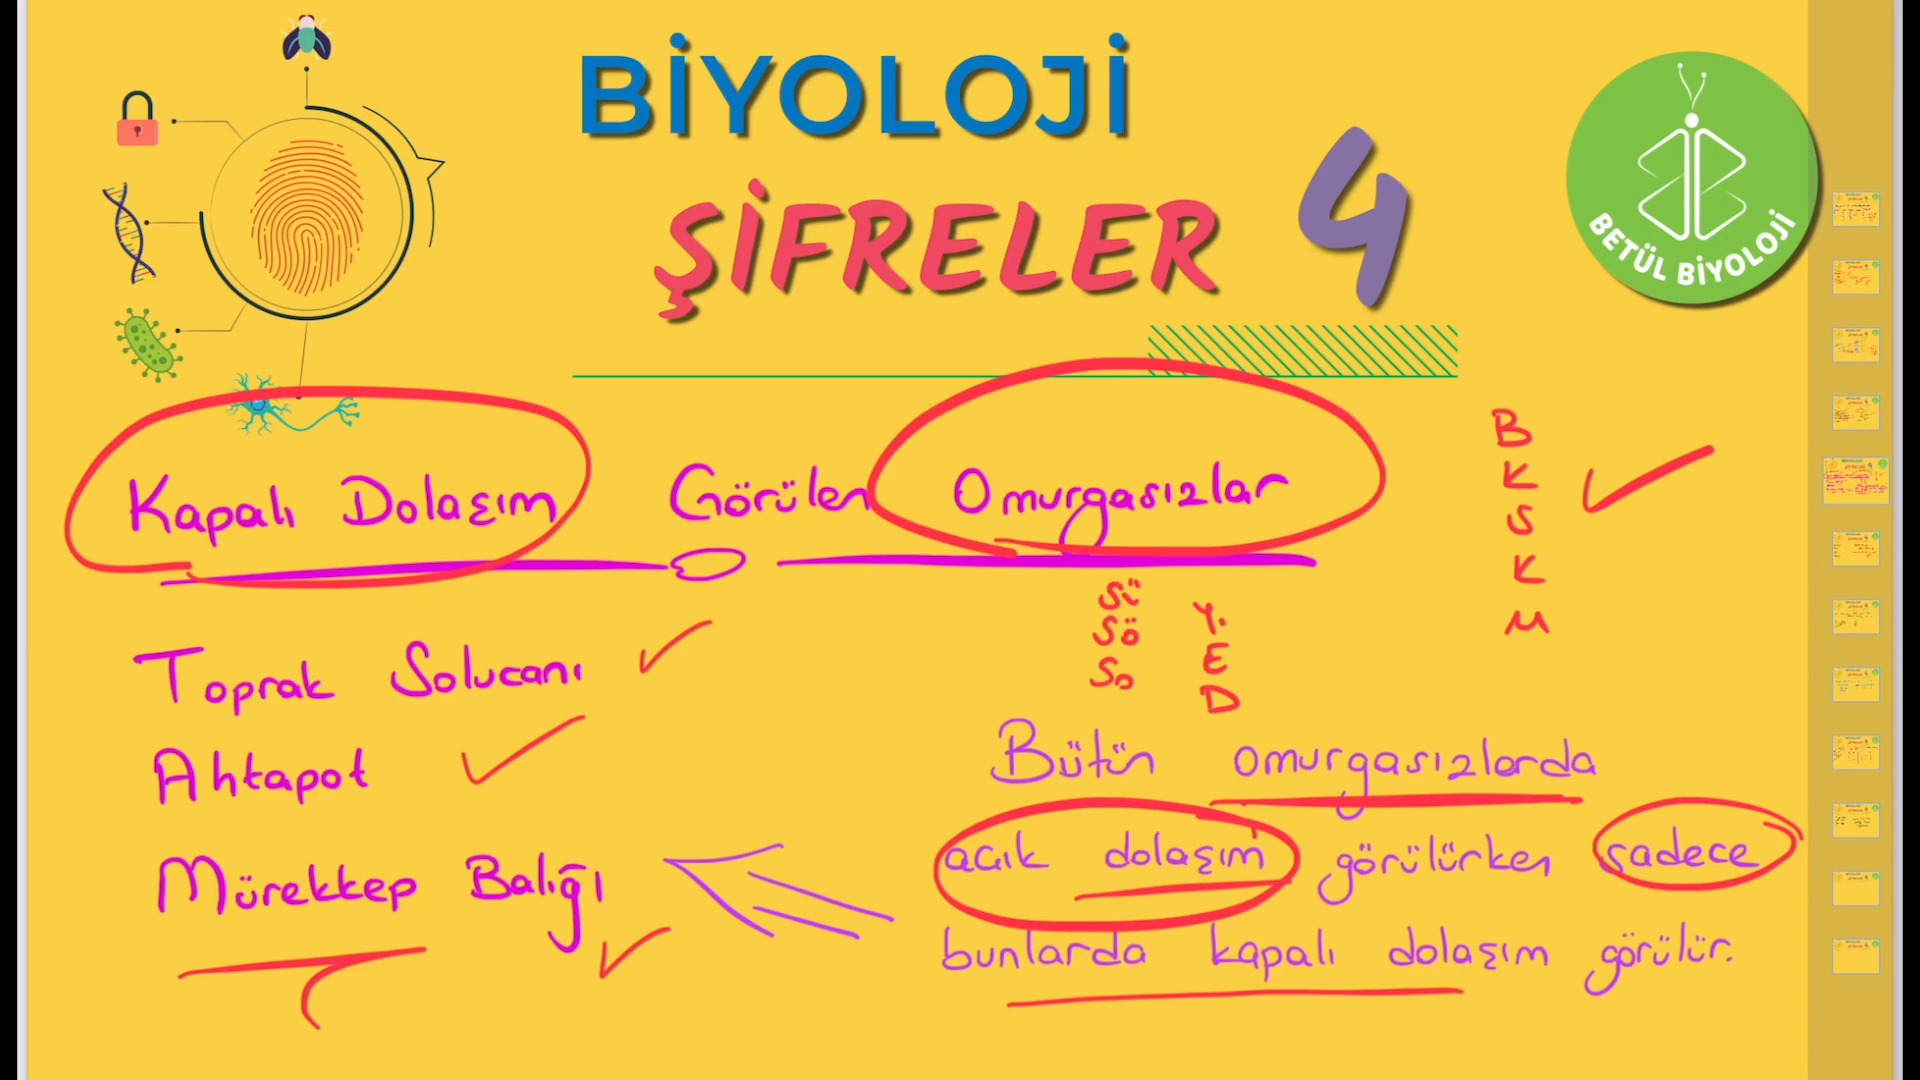 BİYOLOJİ
ŞİFRELER 4
BETÜL BİYOLOJİ
Kapalı Dolaşım Görülen Omurgasızlar
B
K
S
K
M
Sü
Sö
So
Y.
E
D
Toprak Solucanı
Ahtapot
Mürekkep Balığı
Bütün omurgasızlarda
açık dolaşım görülürken sadece
bunlarda kapalı dolaşım görülür.